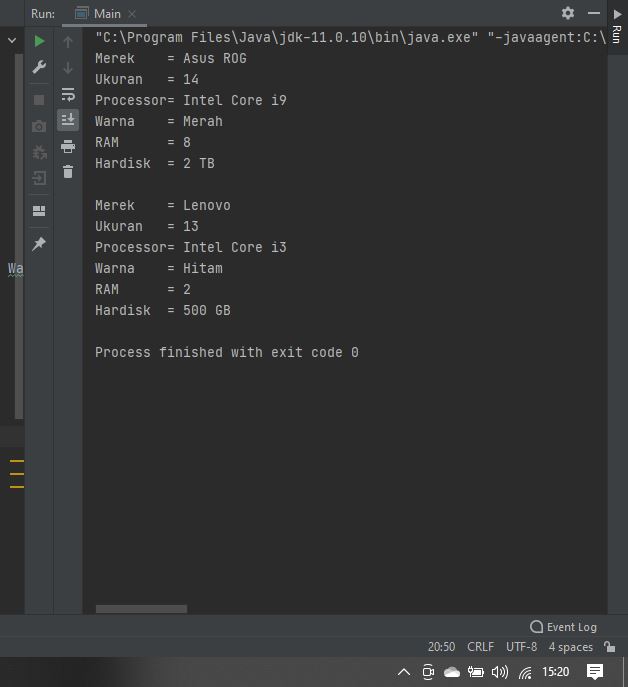 Run: Main
"C:\Program Files\Java\jdk-11.0.10\bin\java.exe" "-javaagent:C:\
Merek    = Asus ROG
Ukuran   = 14
Processor= Intel Core i9
Warna    = Merah
RAM      = 8
Hardisk  = 2 TB

Merek    = Lenovo
Ukuran   = 13
Processor= Intel Core i3
Warna    = Hitam
RAM      = 2
Hardisk  = 500 GB

Process finished with exit code 0
Wa
Run
Event Log
20:50 CRLF UTF-8 4 spaces
15:20